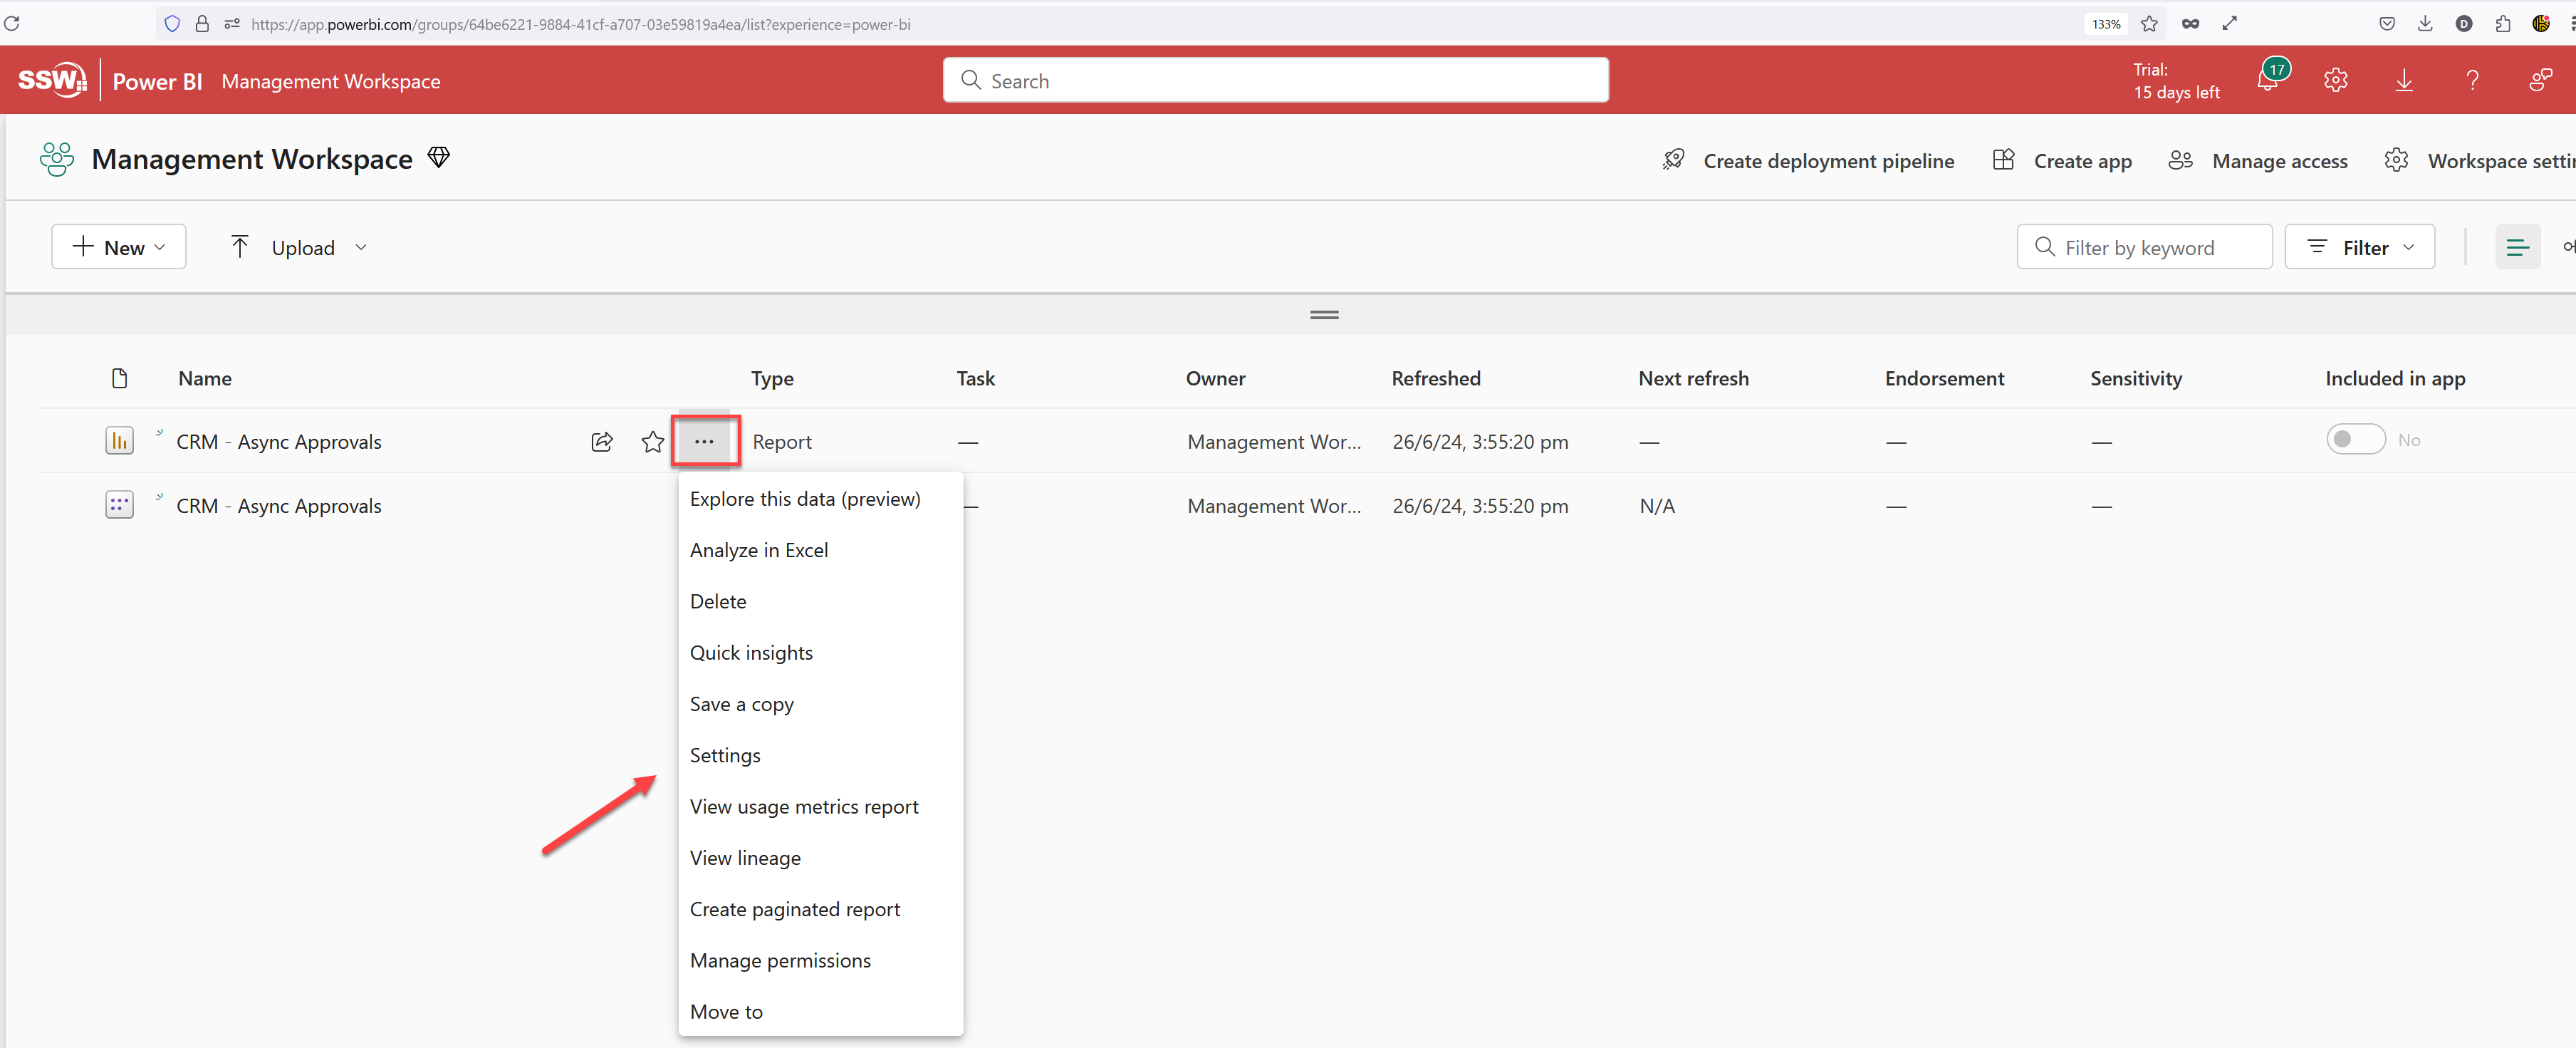 https://app.powerbi.com/groups/64be6221-9884-41cf-a707-03e59819a4ea/list?experience=power-bi
133%
D
SSW
Power BI
Management Workspace
Search
Trial:
15 days left
17
Management Workspace
Create deployment pipeline
Create app
Manage access
Workspace settin
New
Upload
Filter by keyword
Filter
Name
Type
Task
Owner
Refreshed
Next refresh
Endorsement
Sensitivity
Included in app
CRM - Async Approvals
···
Report
—
Management Wor...
26/6/24, 3:55:20 pm
—
—
—
No
CRM - Async Approvals
—
Management Wor...
26/6/24, 3:55:20 pm
N/A
—
—
Explore this data (preview)
Analyze in Excel
Delete
Quick insights
Save a copy
Settings
View usage metrics report
View lineage
Create paginated report
Manage permissions
Move to